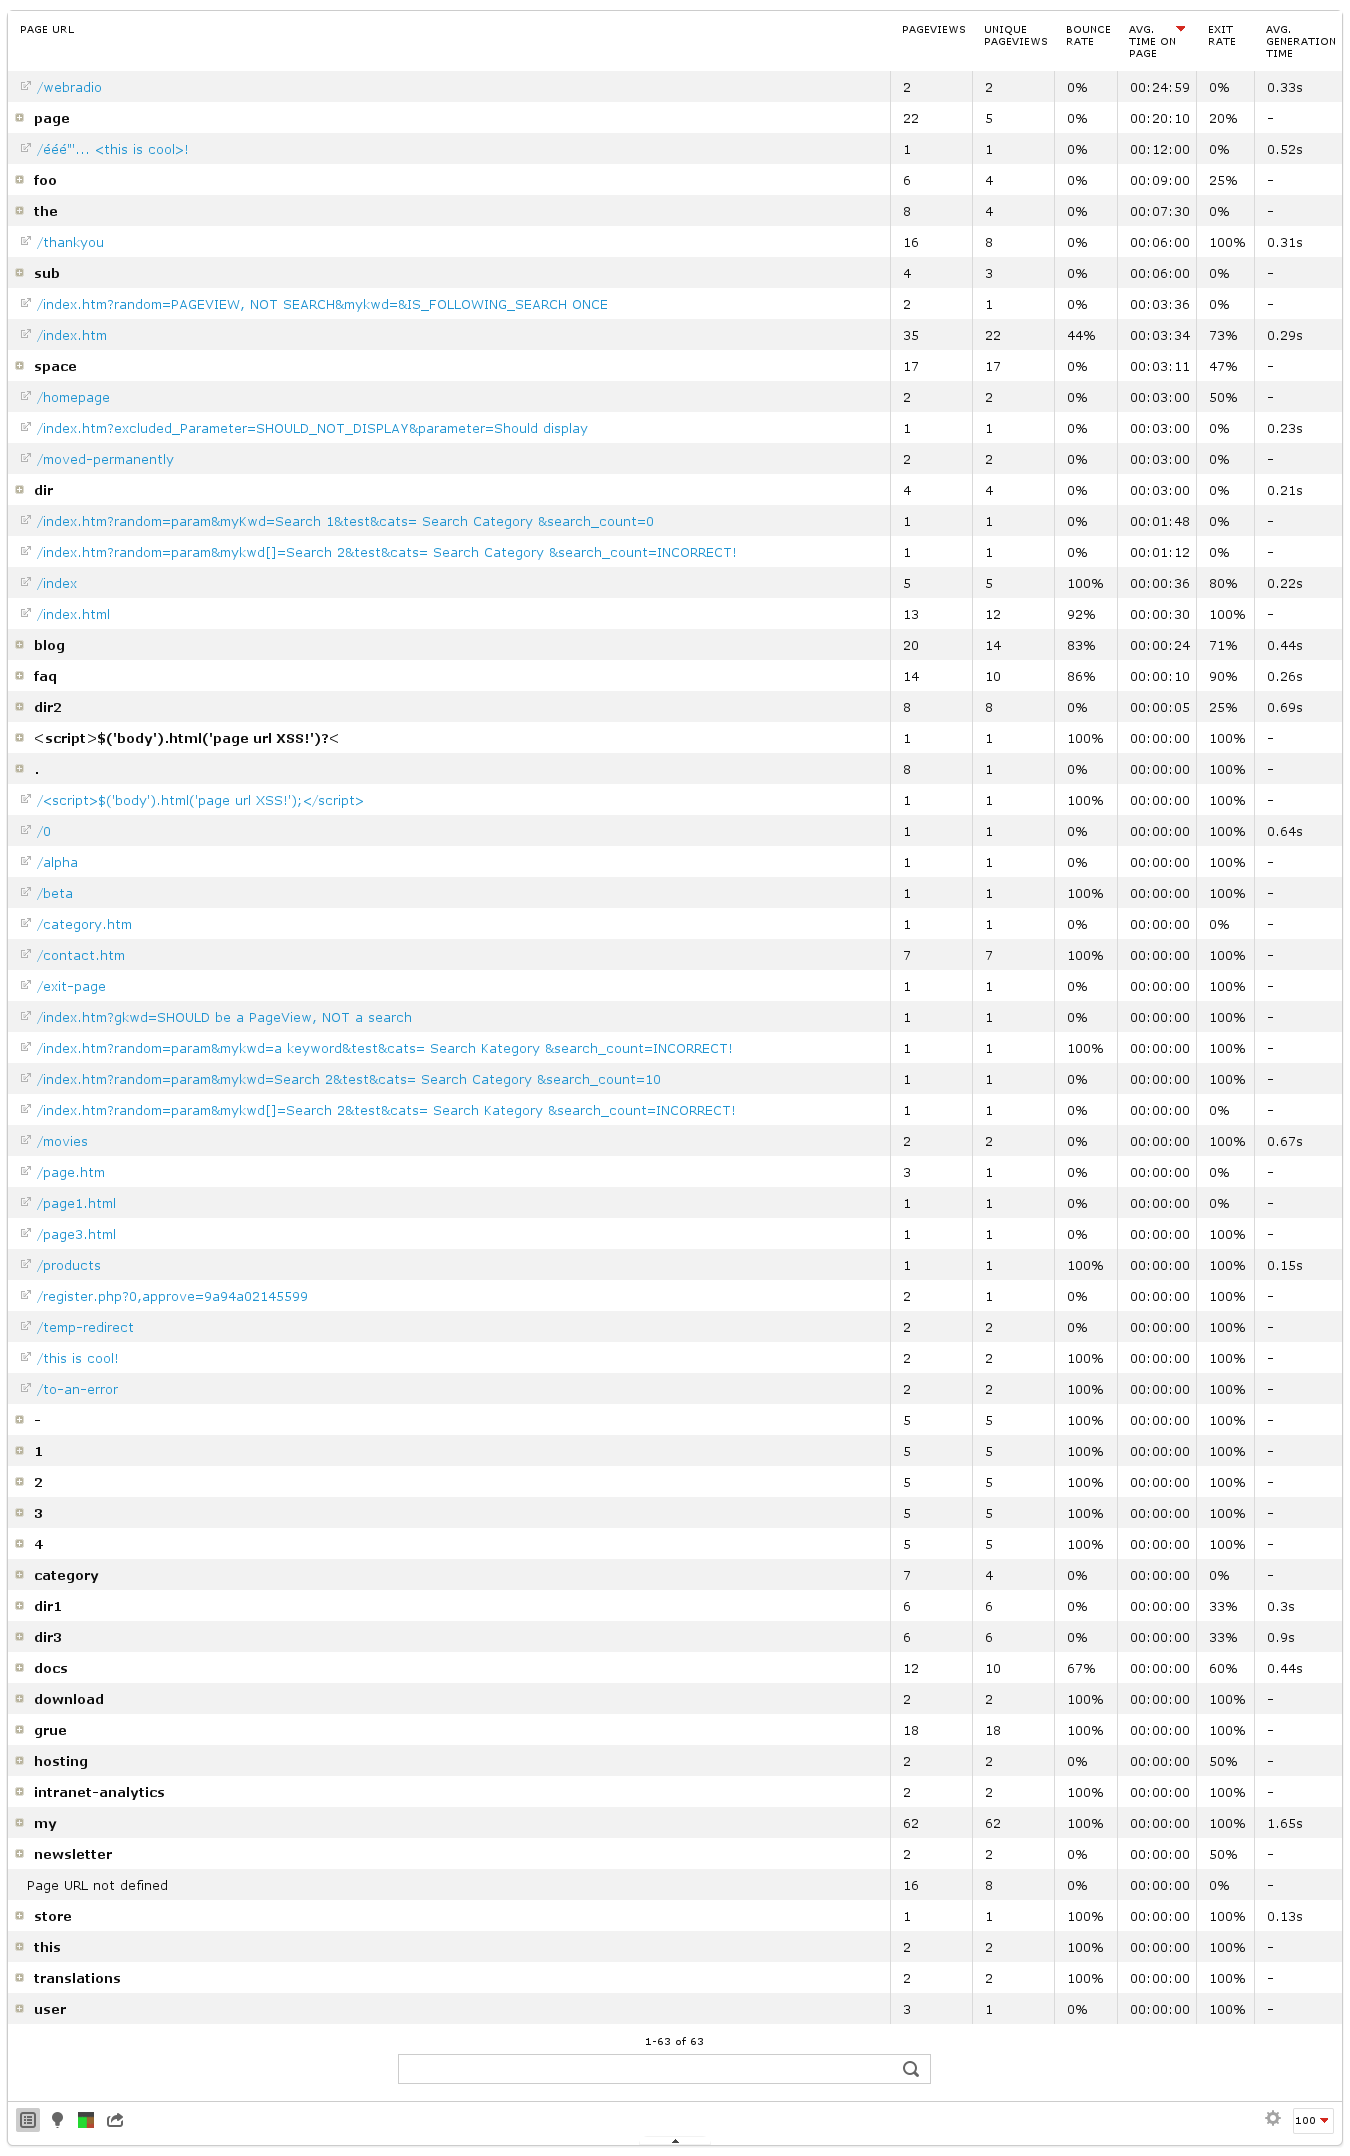 PAGE URL PAGEVIEWS UNIQUE PAGEVIEWS BOUNCE RATE AVG. TIME ON PAGE EXIT RATE AVG. GENERATION TIME
/webradio 2 2 0% 00:24:59 0% 0.33s
page 22 5 0% 00:20:10 20% -
/ééé"'... <this is cool>! 1 1 0% 00:12:00 0% 0.52s
foo 6 4 0% 00:09:00 25% -
the 8 4 0% 00:07:30 0% -
/thankyou 16 8 0% 00:06:00 100% 0.31s
sub 4 3 0% 00:06:00 0% -
/index.htm?random=PAGEVIEW, NOT SEARCH&mykwd=&IS_FOLLOWING_SEARCH ONCE 2 1 0% 00:03:36 0% -
/index.htm 35 22 44% 00:03:34 73% 0.29s
space 17 17 0% 00:03:11 47% -
/homepage 2 2 0% 00:03:00 50% -
/index.htm?excluded_Parameter=SHOULD_NOT_DISPLAY&parameter=Should display 1 1 0% 00:03:00 0% 0.23s
/moved-permanently 2 2 0% 00:03:00 0% -
dir 4 4 0% 00:03:00 0% 0.21s
/index.htm?random=param&myKwd=Search 1&test&cats= Search Category &search_count=0 1 1 0% 00:01:48 0% -
/index.htm?random=param&mykwd[]=Search 2&test&cats= Search Category &search_count=INCORRECT! 1 1 0% 00:01:12 0% -
/index 5 5 100% 00:00:36 80% 0.22s
/index.html 13 12 92% 00:00:30 100% -
blog 20 14 83% 00:00:24 71% 0.44s
faq 14 10 86% 00:00:10 90% 0.26s
dir2 8 8 0% 00:00:05 25% 0.69s
<script>$('body').html('page url XSS!')?< 1 1 100% 00:00:00 100% -
. 8 1 0% 00:00:00 100% -
/<script>$('body').html('page url XSS!');</script> 1 1 100% 00:00:00 100% -
/0 1 1 0% 00:00:00 100% 0.64s
/alpha 1 1 0% 00:00:00 100% -
/beta 1 1 100% 00:00:00 100% -
/category.htm 1 1 0% 00:00:00 0% -
/contact.htm 7 7 100% 00:00:00 100% -
/exit-page 1 1 0% 00:00:00 100% -
/index.htm?gkwd=SHOULD be a PageView, NOT a search 1 1 0% 00:00:00 100% -
/index.htm?random=param&mykwd=a keyword&test&cats= Search Kategory &search_count=INCORRECT! 1 1 100% 00:00:00 100% -
/index.htm?random=param&mykwd=Search 2&test&cats= Search Category &search_count=10 1 1 0% 00:00:00 100% -
/index.htm?random=param&mykwd[]=Search 2&test&cats= Search Kategory &search_count=INCORRECT! 1 1 0% 00:00:00 0% -
/movies 2 2 0% 00:00:00 100% 0.67s
/page.htm 3 1 0% 00:00:00 0% -
/page1.html 1 1 0% 00:00:00 0% -
/page3.html 1 1 0% 00:00:00 100% -
/products 1 1 100% 00:00:00 100% 0.15s
/register.php?0,approve=9a94a02145599 2 1 0% 00:00:00 100% -
/temp-redirect 2 2 0% 00:00:00 100% -
/this is cool! 2 2 100% 00:00:00 100% -
/to-an-error 2 2 100% 00:00:00 100% -
- 5 5 100% 00:00:00 100% -
1 5 5 100% 00:00:00 100% -
2 5 5 100% 00:00:00 100% -
3 5 5 100% 00:00:00 100% -
4 5 5 100% 00:00:00 100% -
category 7 4 0% 00:00:00 0% -
dir1 6 6 0% 00:00:00 33% 0.3s
dir3 6 6 0% 00:00:00 33% 0.9s
docs 12 10 67% 00:00:00 60% 0.44s
download 2 2 100% 00:00:00 100% -
grue 18 18 100% 00:00:00 100% -
hosting 2 2 0% 00:00:00 50% -
intranet-analytics 2 2 100% 00:00:00 100% -
my 62 62 100% 00:00:00 100% 1.65s
newsletter 2 2 0% 00:00:00 50% -
Page URL not defined 16 8 0% 00:00:00 0% -
store 1 1 100% 00:00:00 100% 0.13s
this 2 2 100% 00:00:00 100% -
translations 2 2 100% 00:00:00 100% -
user 3 1 0% 00:00:00 100% -
1-63 of 63
100